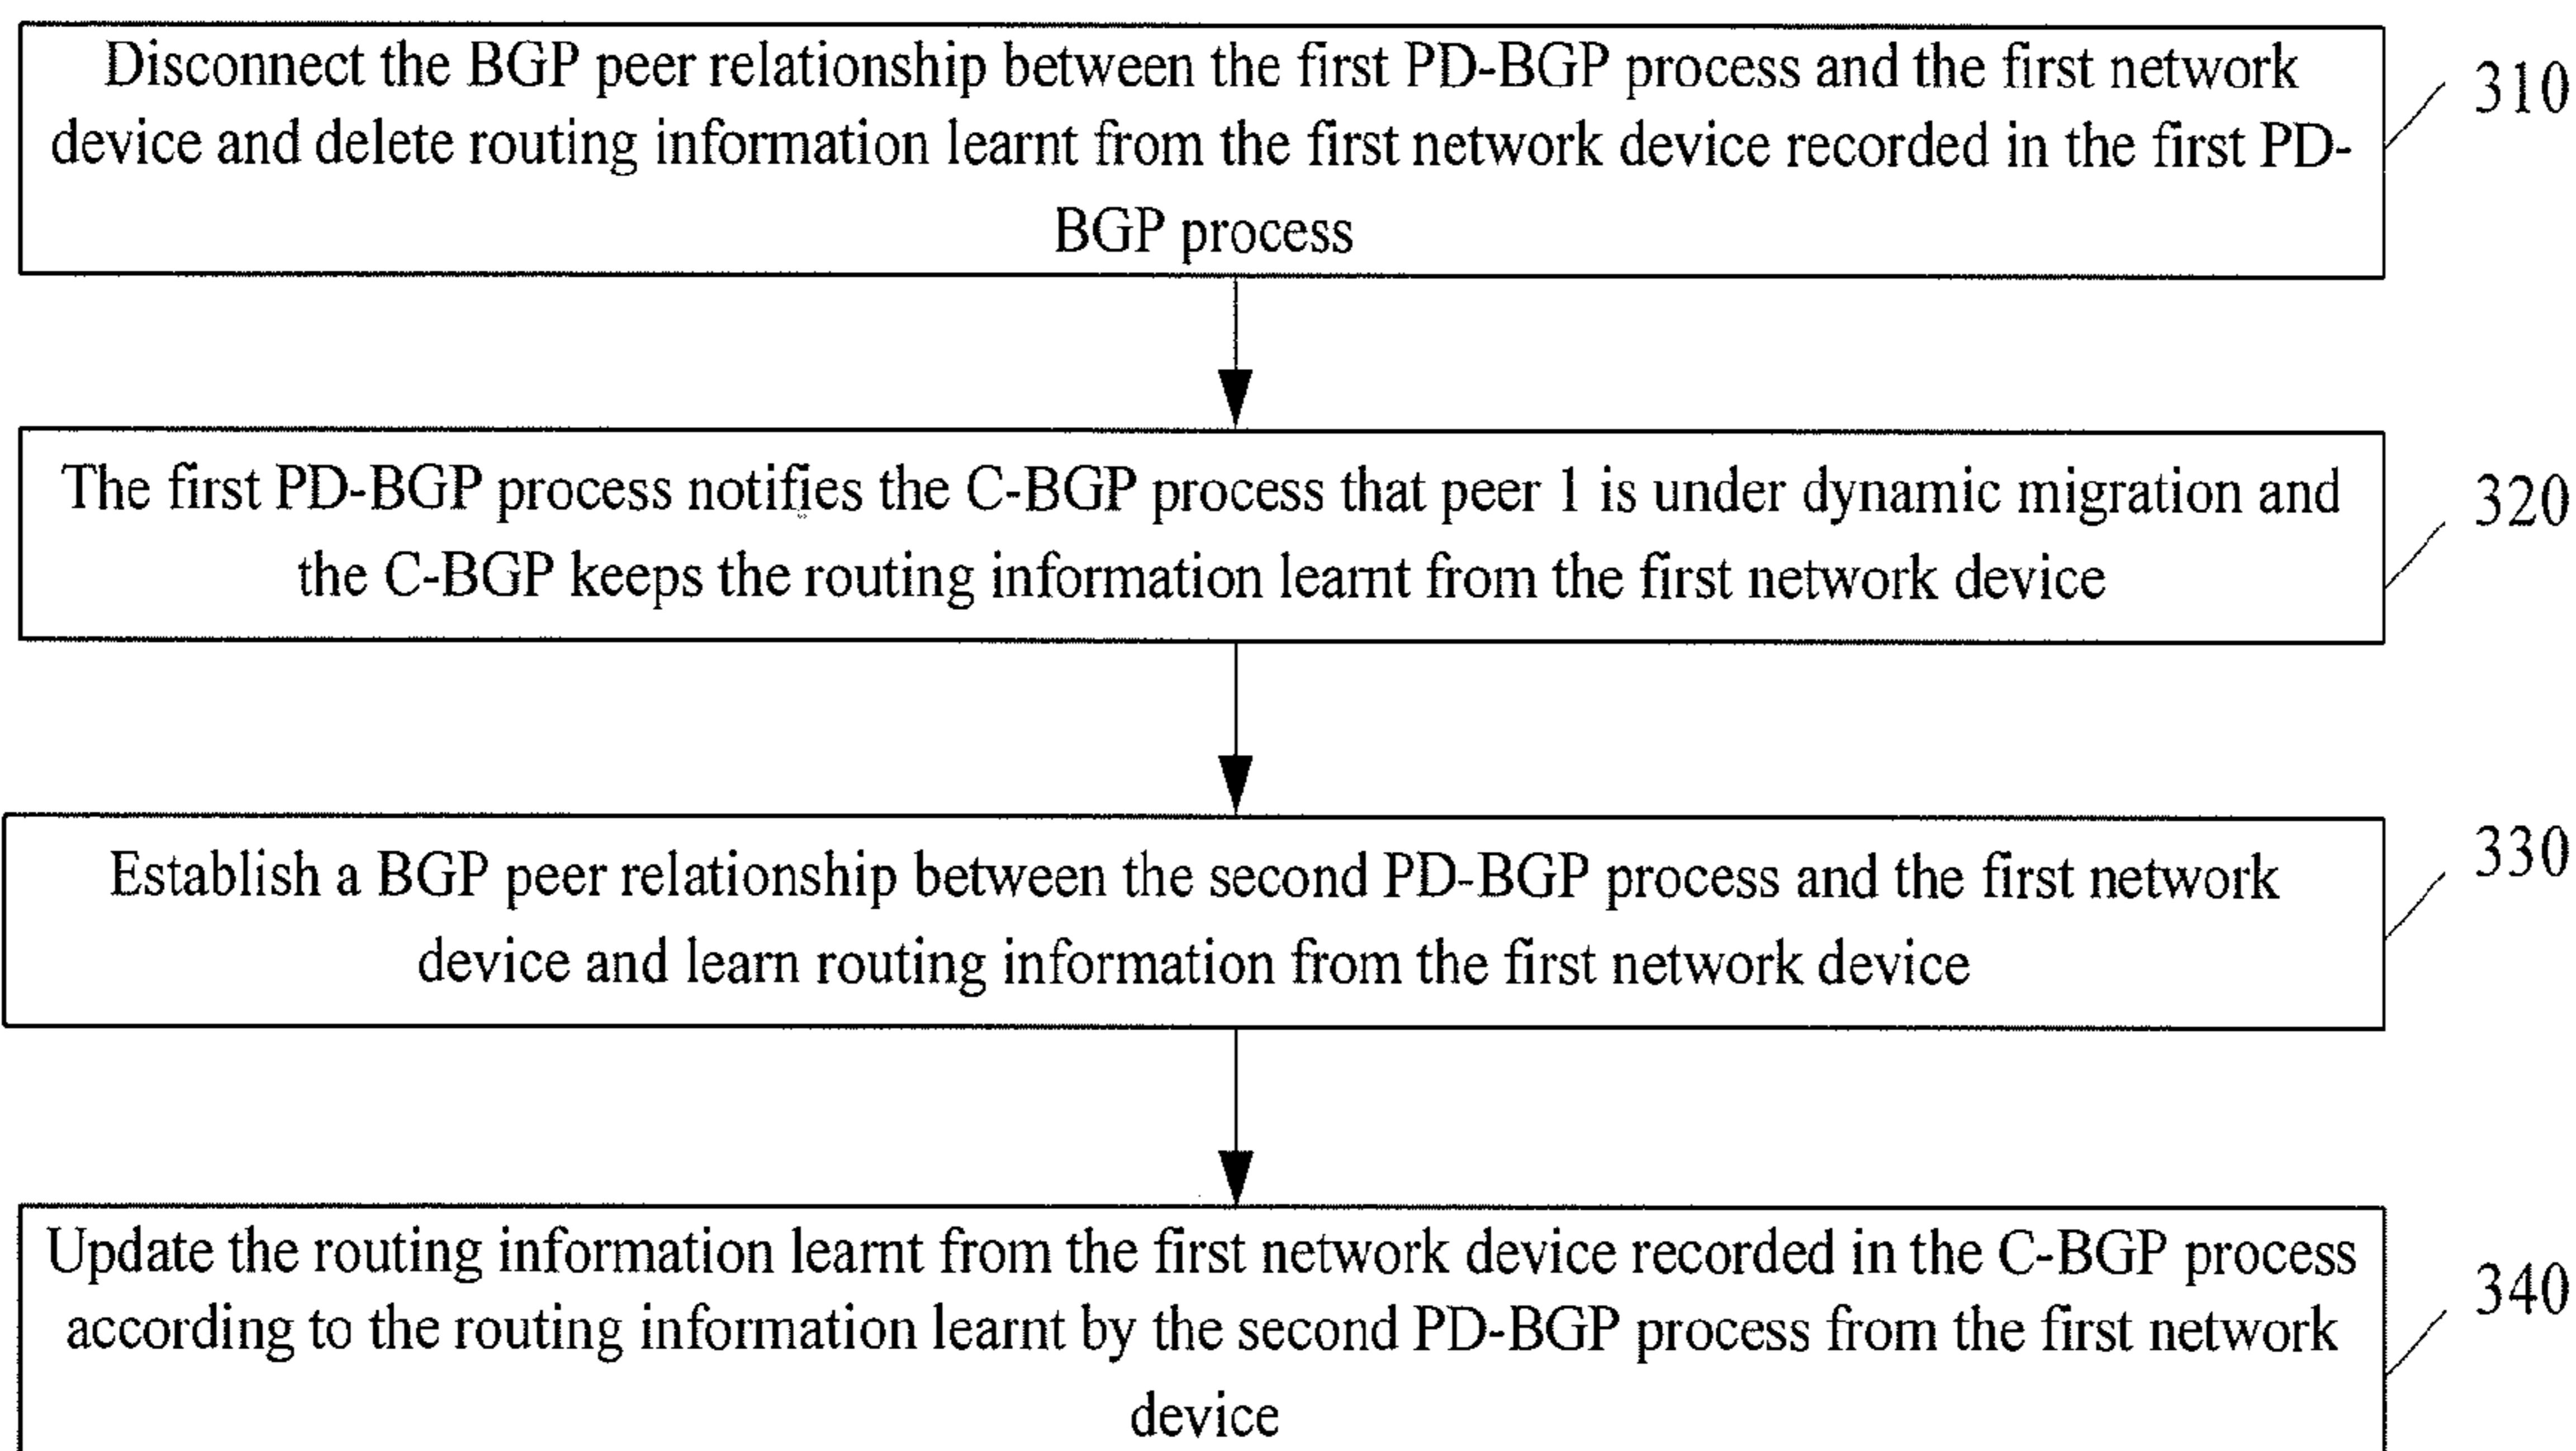 Disconnect the BGP peer relationship between the first PD-BGP process and the first network
device and delete routing information learnt from the first network device recorded in the first PD-
BGP process
310
The first PD-BGP process notifies the C-BGP process that peer 1 is under dynamic migration and
the C-BGP keeps the routing information learnt from the first network device
320
Establish a BGP peer relationship between the second PD-BGP process and the first network
device and learn routing information from the first network device
330
Update the routing information learnt from the first network device recorded in the C-BGP process
according to the routing information learnt by the second PD-BGP process from the first network
device
340